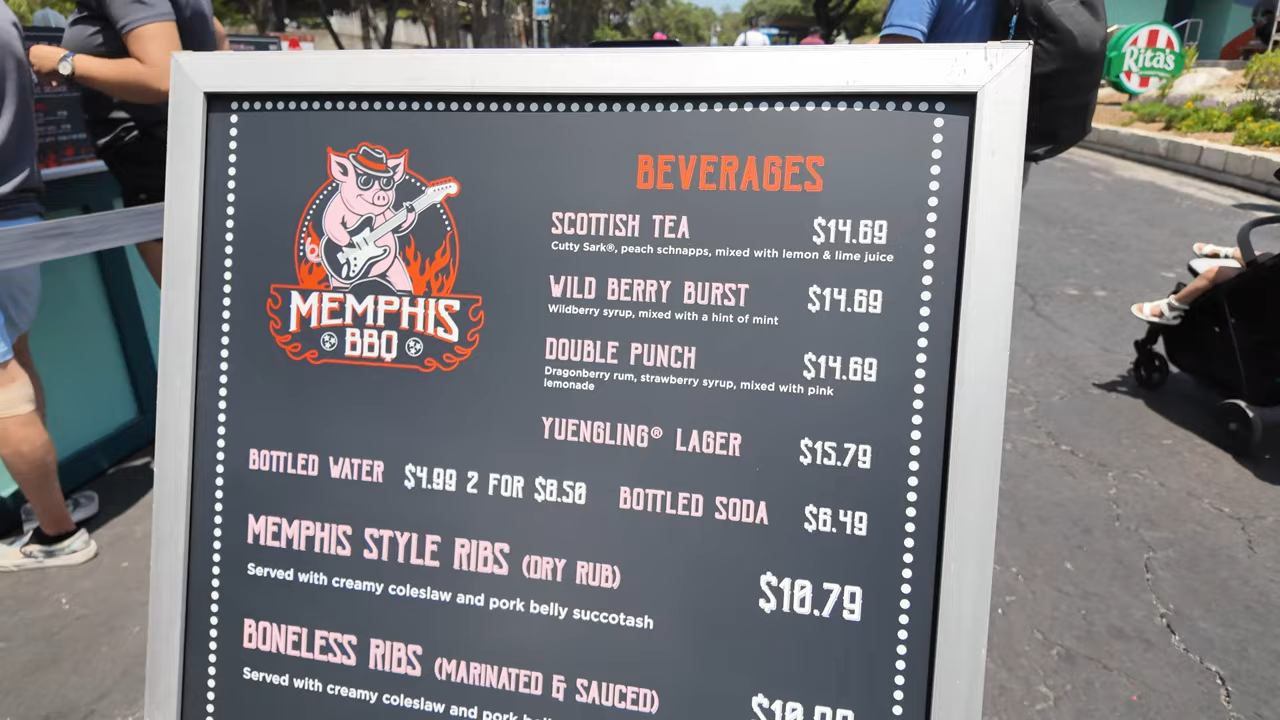 Rita's
MEMPHIS
BBQ
BEVERAGES
SCOTTISH TEA $14.69
Cutty Sark®, peach schnapps, mixed with lemon & lime juice
WILD BERRY BURST $14.69
Wildberry syrup, mixed with a hint of mint
DOUBLE PUNCH $14.69
Dragonberry rum, strawberry syrup, mixed with pink
lemonade
YUENGLING® LAGER $15.79
BOTTLED WATER $4.99 2 FOR $8.50 BOTTLED SODA $6.49
MEMPHIS STYLE RIBS (DRY RUB) $10.79
Served with creamy coleslaw and pork belly succotash
BONELESS RIBS (MARINATED & SAUCED)
Served with creamy coleslaw and pork